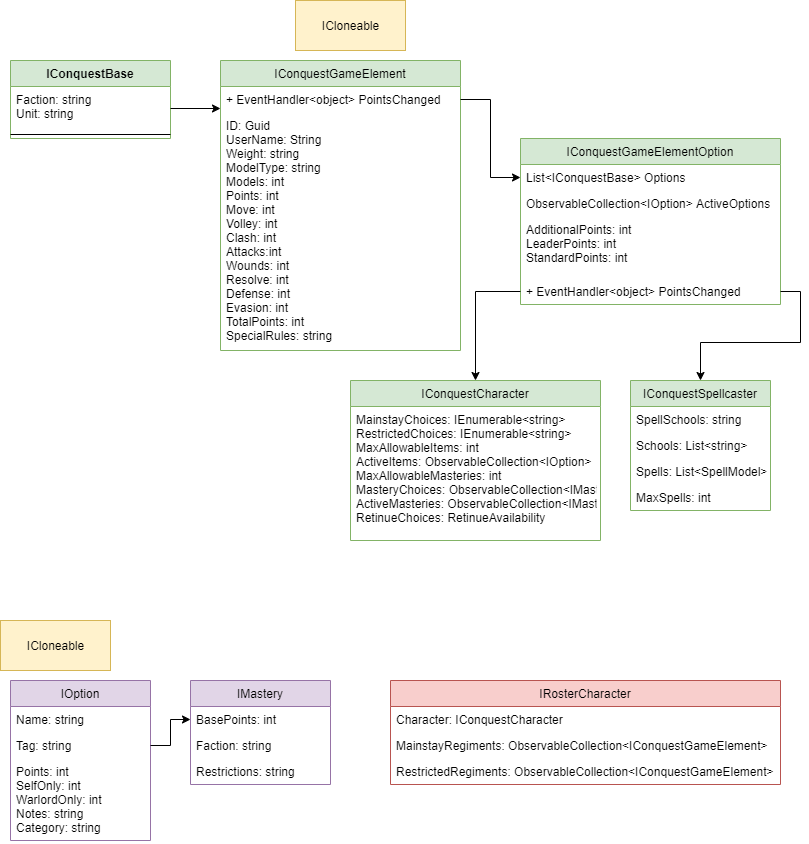 ICloneable
IConquestBase
Faction: string
Unit: string
IConquestGameElement
+ EventHandler<object> PointsChanged
ID: Guid
UserName: String
Weight: string
ModelType: string
Models: int
Points: int
Move: int
Volley: int
Clash: int
Attacks:int
Wounds: int
Resolve: int
Defense: int
Evasion: int
TotalPoints: int
SpecialRules: string
IConquestGameElementOption
List<IConquestBase> Options
ObservableCollection<IOption> ActiveOptions
AdditionalPoints: int
LeaderPoints: int
StandardPoints: int
+ EventHandler<object> PointsChanged
IConquestCharacter
MainstayChoices: IEnumerable<string>
RestrictedChoices: IEnumerable<string>
MaxAllowableItems: int
ActiveItems: ObservableCollection<IOption>
MaxAllowableMasteries: int
MasteryChoices: ObservableCollection<IMast
ActiveMasteries: ObservableCollection<IMast
RetinueChoices: RetinueAvailability
IConquestSpellcaster
SpellSchools: string
Schools: List<string>
Spells: List<SpellModel>
MaxSpells: int
ICloneable
IOption
Name: string
Tag: string
Points: int
SelfOnly: int
WarlordOnly: int
Notes: string
Category: string
IMastery
BasePoints: int
Faction: string
Restrictions: string
IRosterCharacter
Character: IConquestCharacter
MainstayRegiments: ObservableCollection<IConquestGameElement>
RestrictedRegiments: ObservableCollection<IConquestGameElement>